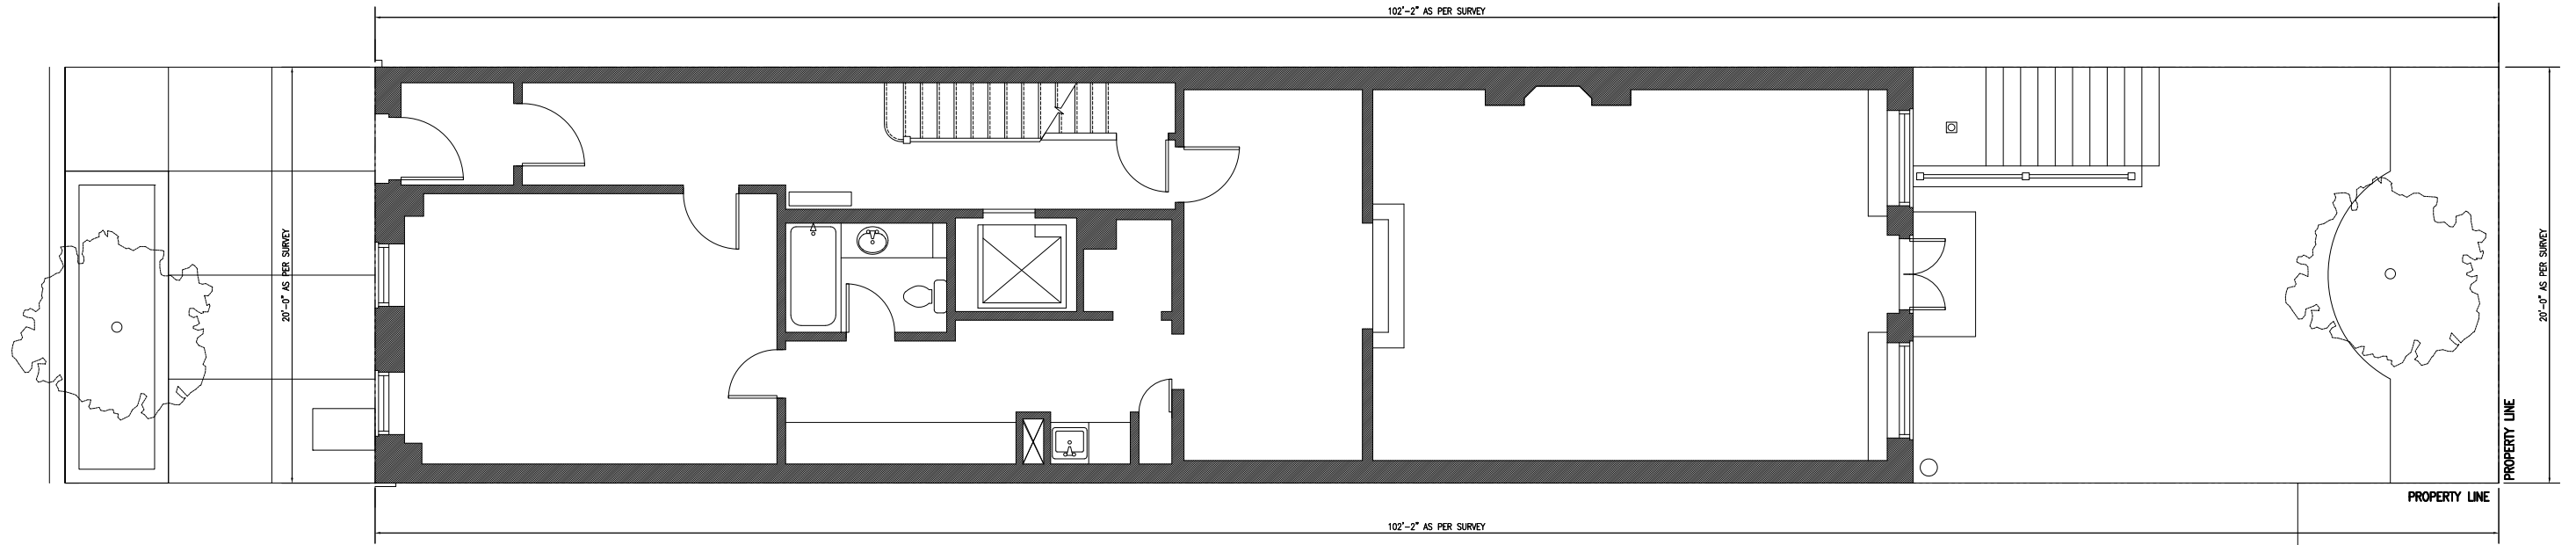 102'-2" AS PER SURVEY
20'-0" AS PER SURVEY
20'-0" AS PER SURVEY
PROPERTY LINE
PROPERTY LINE
102'-2" AS PER SURVEY